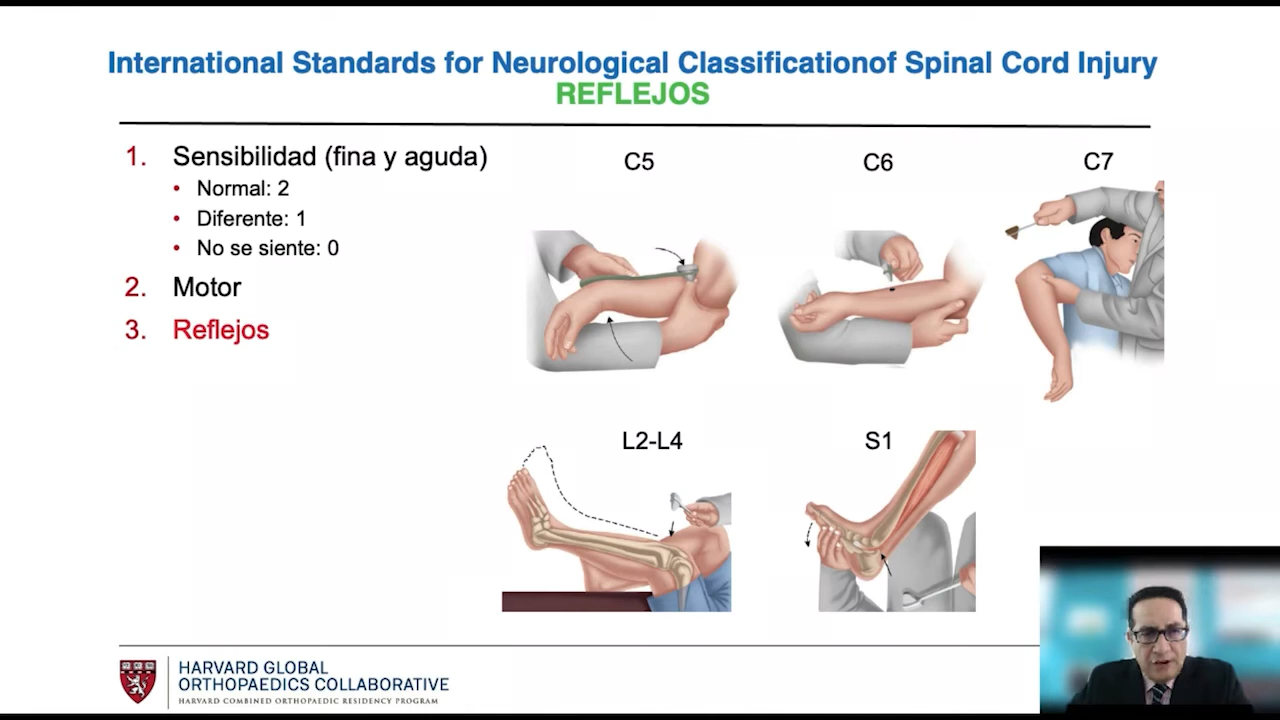 International Standards for Neurological Classificationof Spinal Cord Injury
REFLEJOS
1. Sensibilidad (fina y aguda)
• Normal: 2
• Diferente: 1
• No se siente: 0
2. Motor
3. Reflejos
C5
C6
C7
L2-L4
S1
HARVARD GLOBAL
ORTHOPAEDICS COLLABORATIVE
HARVARD COMBINED ORTHOPAEDIC RESIDENCY PROGRAM